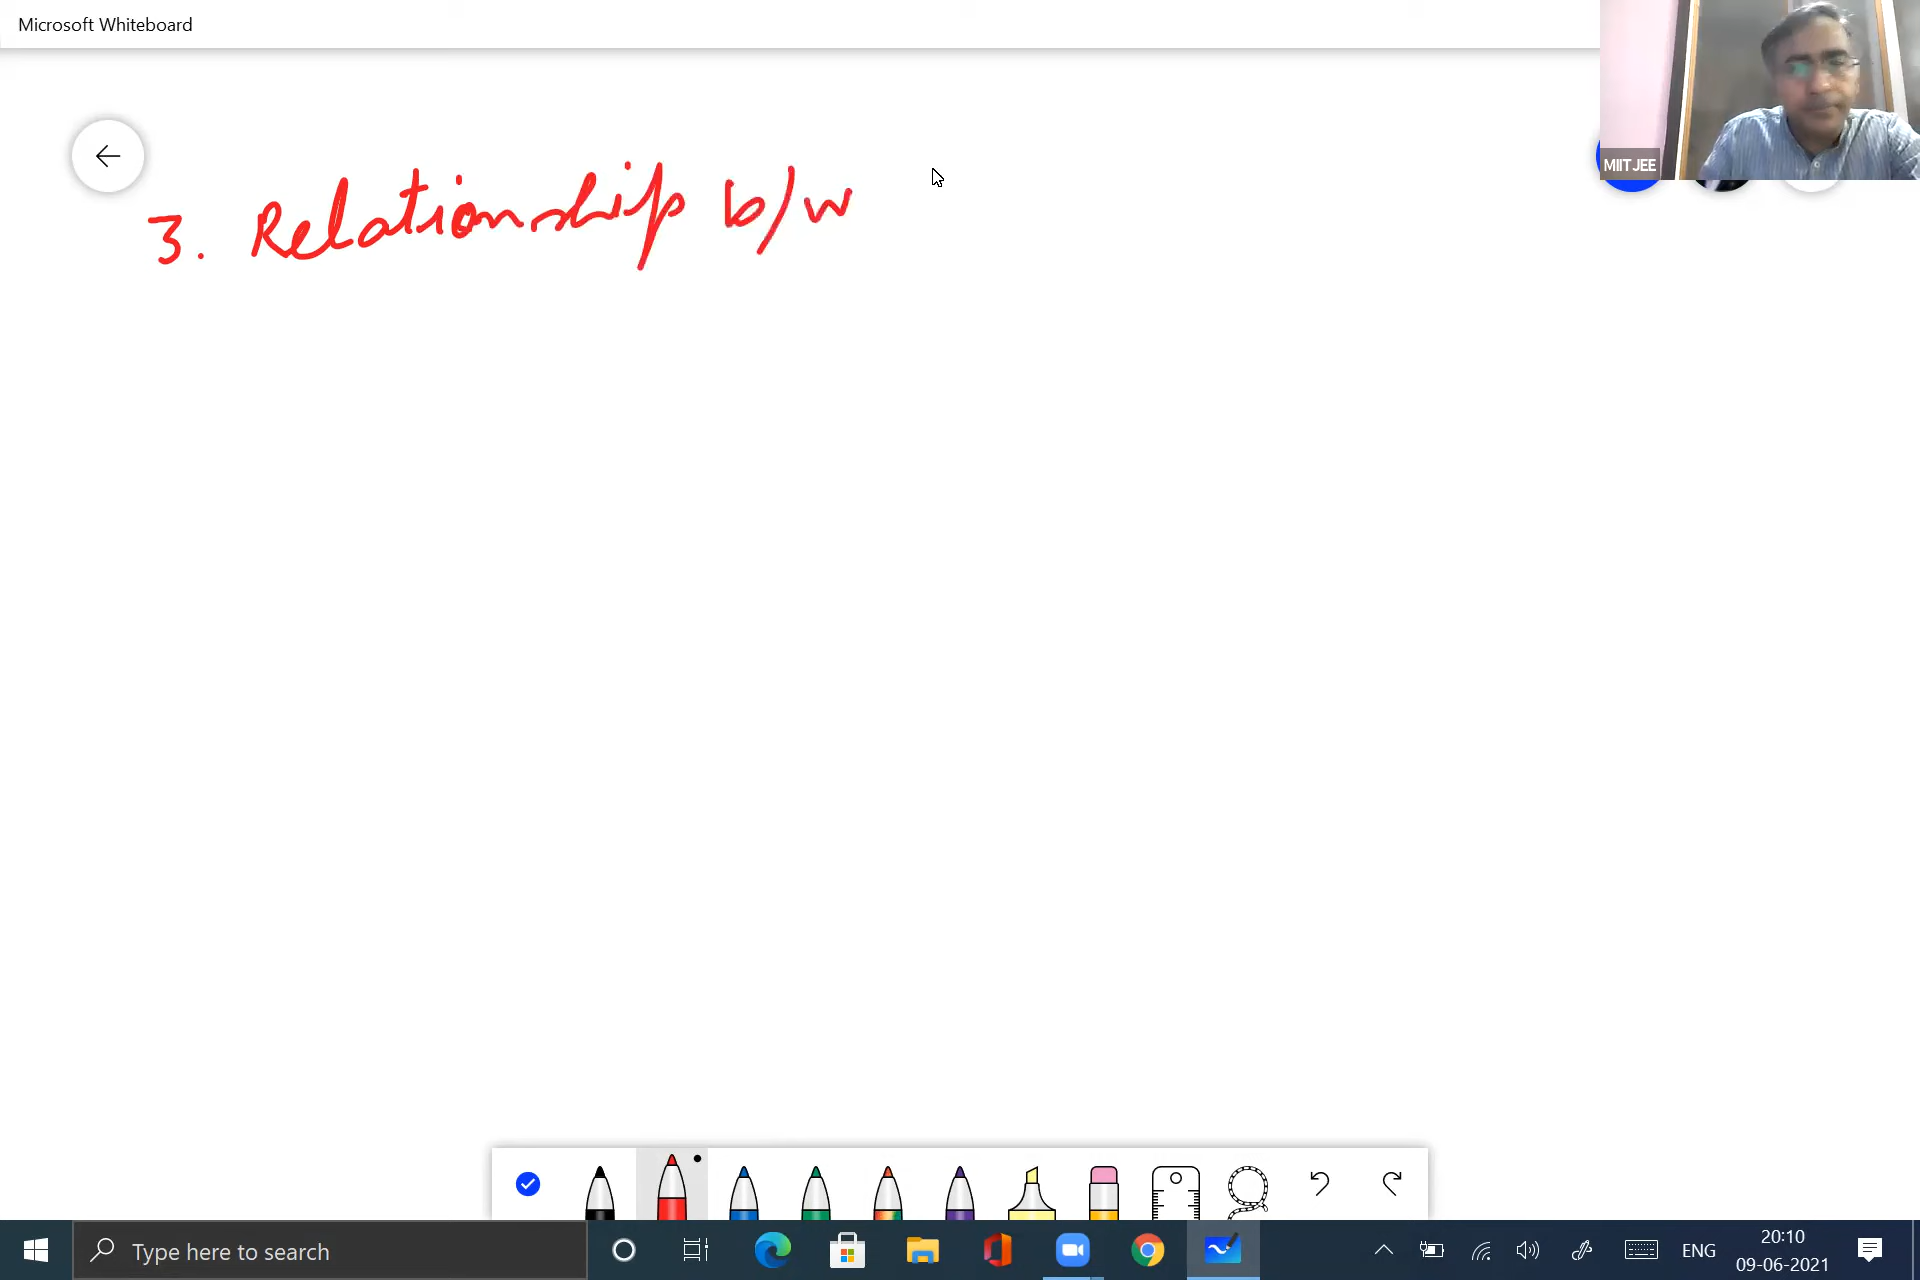 Microsoft Whiteboard
MIIT JEE
3. Relationship b/w
Type here to search
ENG
20:10
09-06-2021